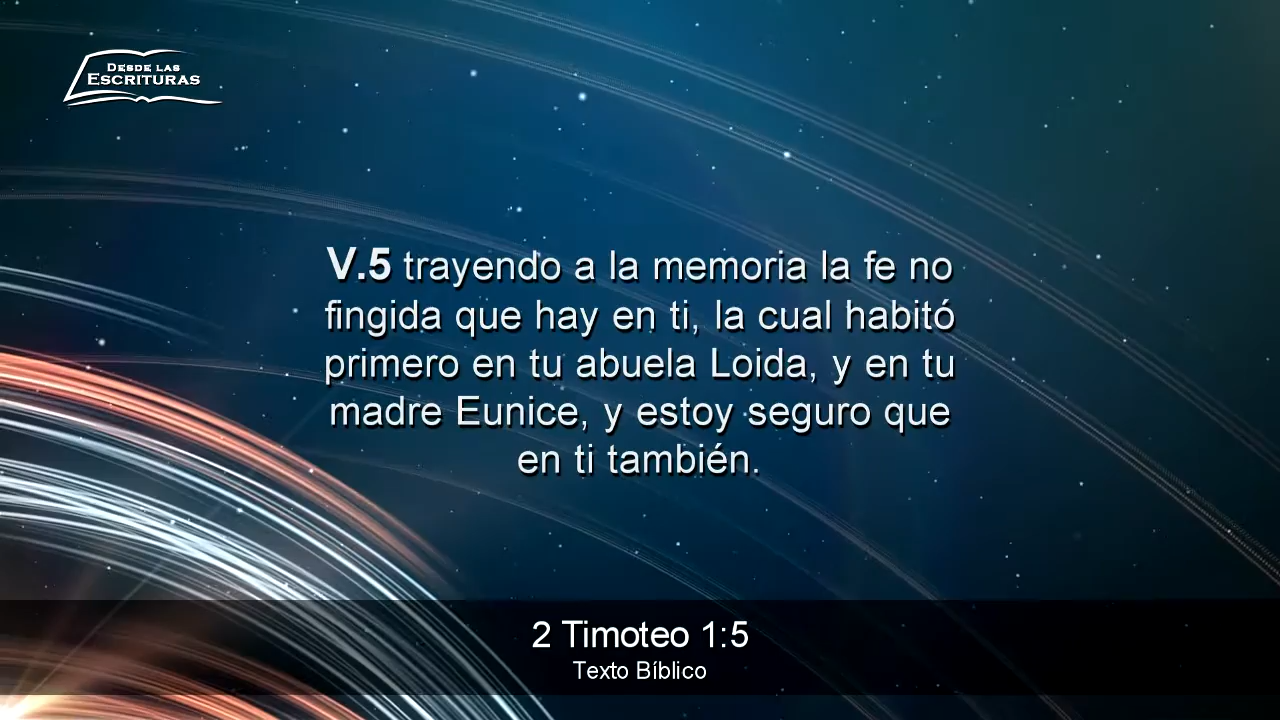 DESDE LAS
ESCRITURAS
V.5 trayendo a la memoria la fe no
fingida que hay en ti, la cual habitó
primero en tu abuela Loida, y en tu
madre Eunice, y estoy seguro que
en ti también.
2 Timoteo 1:5
Texto Bíblico